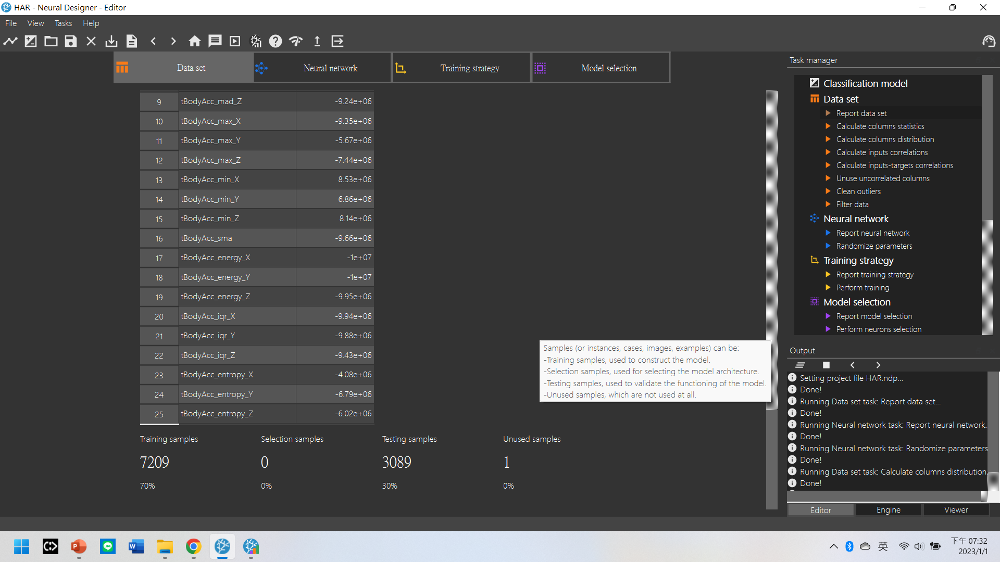 HAR - Neural Designer - Editor
File View Tasks Help
Data set Neural network Training strategy Model selection
9 tBodyAcc_mad_Z -9.24e+06
10 tBodyAcc_max_X -9.35e+06
11 tBodyAcc_max_Y -5.67e+06
12 tBodyAcc_max_Z -7.44e+06
13 tBodyAcc_min_X 8.53e+06
14 tBodyAcc_min_Y 6.86e+06
15 tBodyAcc_min_Z 8.14e+06
16 tBodyAcc_sma -9.66e+06
17 tBodyAcc_energy_X -1e+07
18 tBodyAcc_energy_Y -1e+07
19 tBodyAcc_energy_Z -9.95e+06
20 tBodyAcc_iqr_X -9.94e+06
21 tBodyAcc_iqr_Y -9.88e+06
22 tBodyAcc_iqr_Z -9.43e+06
23 tBodyAcc_entropy_X -4.08e+06
24 tBodyAcc_entropy_Y -6.79e+06
25 tBodyAcc_entropy_Z -6.02e+06
Samples (or instances, cases, images, examples) can be:
-Training samples, used to construct the model.
-Selection samples, used for selecting the model architecture.
-Testing samples, used to validate the functioning of the model.
-Unused samples, which are not used at all.
Training samples Selection samples Testing samples Unused samples
7209 0 3089 1
70% 0% 30% 0%
Task manager
Classification model
Data set
Report data set
Calculate columns statistics
Calculate columns distribution
Calculate inputs correlations
Calculate inputs-targets correlations
Unuse uncorrelated columns
Clean outliers
Filter data
Neural network
Report neural network
Randomize parameters
Training strategy
Report training strategy
Perform training
Model selection
Report model selection
Perform neurons selection
Output
Setting project file HAR.ndp...
Done!
Running Data set task: Report data set...
Done!
Running Neural network task: Report neural network.
Done!
Running Neural network task: Randomize parameters
Done!
Running Data set task: Calculate columns distribution
Done!
Editor Engine Viewer
英
下午 07:32
2023/1/1